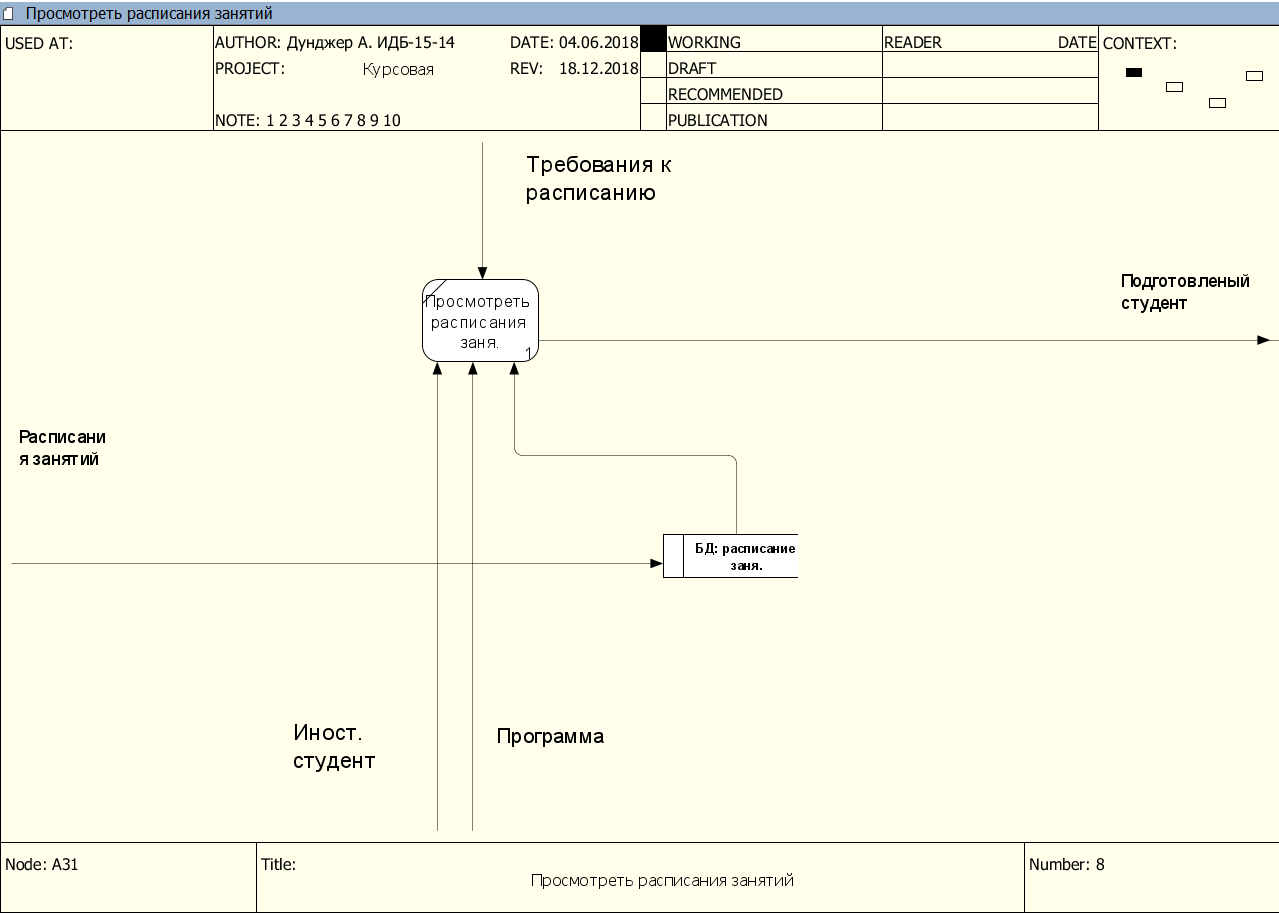 Просмотреть расписания занятий
USED AT:
AUTHOR: Дунджер А. ИДБ-15-14
DATE: 04.06.2018
PROJECT: Курсовая
REV: 18.12.2018
NOTE: 1 2 3 4 5 6 7 8 9 10
WORKING
DRAFT
RECOMMENDED
PUBLICATION
READER
DATE
CONTEXT:
Требования к
расписанию
Просмотреть
расписания
заня.
1
Подготовленый
студент
Расписани
я занятий
БД: расписание
заня.
Иност.
студент
Программа
Node: A31
Title:
Просмотреть расписания занятий
Number: 8